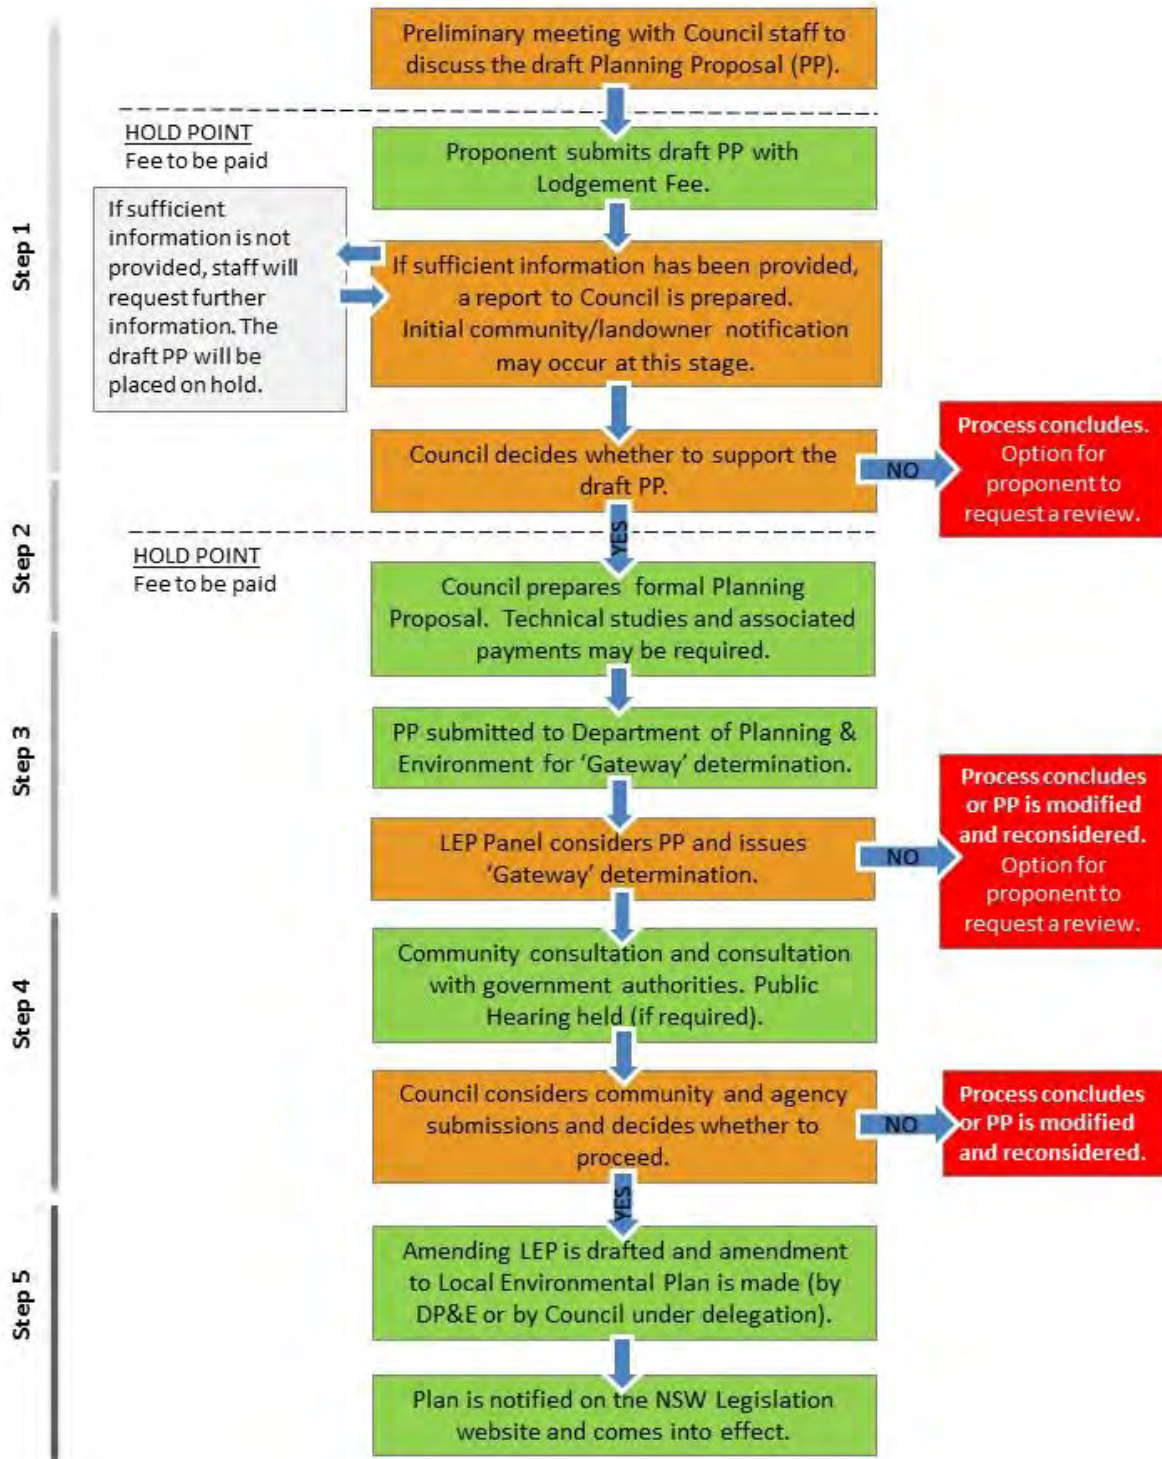 Preliminary meeting with Council staff to
discuss the draft Planning Proposal (PP).
HOLD POINT
Fee to be paid
Proponent submits draft PP with
Lodgement Fee.
Step 1
If sufficient
information is not
provided, staff will
request further
information. The
draft PP will be
placed on hold.
If sufficient information has been provided,
a report to Council is prepared.
Initial community/landowner notification
may occur at this stage.
Council decides whether to support the
draft PP.
NO
Process concludes.
Option for
proponent to
request a review.
Step 2
YES
HOLD POINT
Fee to be paid
Council prepares formal Planning
Proposal. Technical studies and associated
payments may be required.
Step 3
PP submitted to Department of Planning &
Environment for ‘Gateway’ determination.
LEP Panel considers PP and issues
‘Gateway’ determination.
NO
Process concludes
or PP is modified
and reconsidered.
Option for
proponent to
request a review.
Step 4
Community consultation and consultation
with government authorities. Public
Hearing held (if required).
Council considers community and agency
submissions and decides whether to
proceed.
NO
Process concludes
or PP is modified
and reconsidered.
YES
Step 5
Amending LEP is drafted and amendment
to Local Environmental Plan is made (by
DP&E or by Council under delegation).
Plan is notified on the NSW Legislation
website and comes into effect.